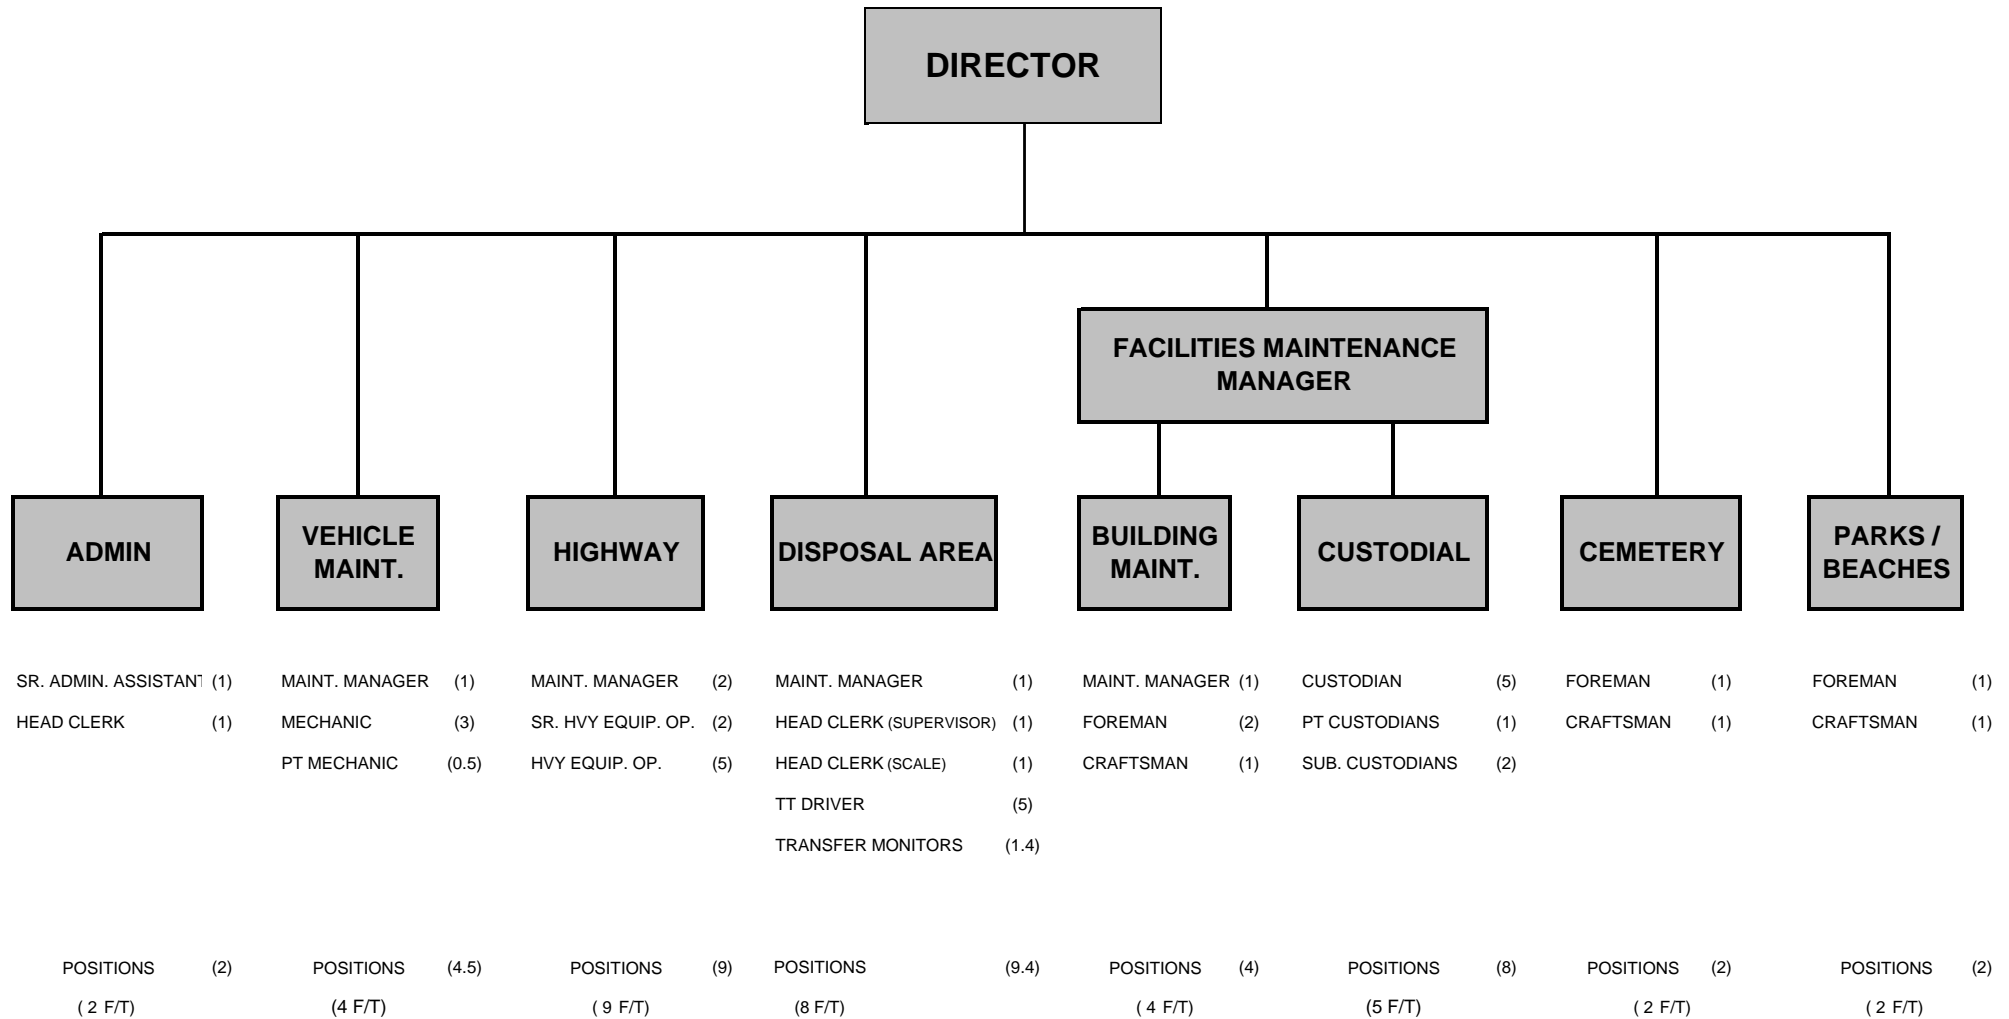 DIRECTOR
FACILITIES MAINTENANCE
MANAGER
ADMIN
VEHICLE
MAINT.
HIGHWAY
DISPOSAL AREA
BUILDING
MAINT.
CUSTODIAL
CEMETERY
PARKS /
BEACHES
SR. ADMIN. ASSISTANT (1)
HEAD CLERK (1)
POSITIONS (2)
( 2 F/T)
MAINT. MANAGER (1)
MECHANIC (3)
PT MECHANIC (0.5)
POSITIONS (4.5)
(4 F/T)
MAINT. MANAGER (2)
SR. HVY EQUIP. OP. (2)
HVY EQUIP. OP. (5)
POSITIONS (9)
( 9 F/T)
MAINT. MANAGER (1)
HEAD CLERK (SUPERVISOR) (1)
HEAD CLERK (SCALE) (1)
TT DRIVER (5)
TRANSFER MONITORS (1.4)
POSITIONS (9.4)
(8 F/T)
MAINT. MANAGER (1)
FOREMAN (2)
CRAFTSMAN (1)
POSITIONS (4)
( 4 F/T)
CUSTODIAN (5)
PT CUSTODIANS (1)
SUB. CUSTODIANS (2)
POSITIONS (8)
(5 F/T)
FOREMAN (1)
CRAFTSMAN (1)
POSITIONS (2)
( 2 F/T)
FOREMAN (1)
CRAFTSMAN (1)
POSITIONS (2)
( 2 F/T)